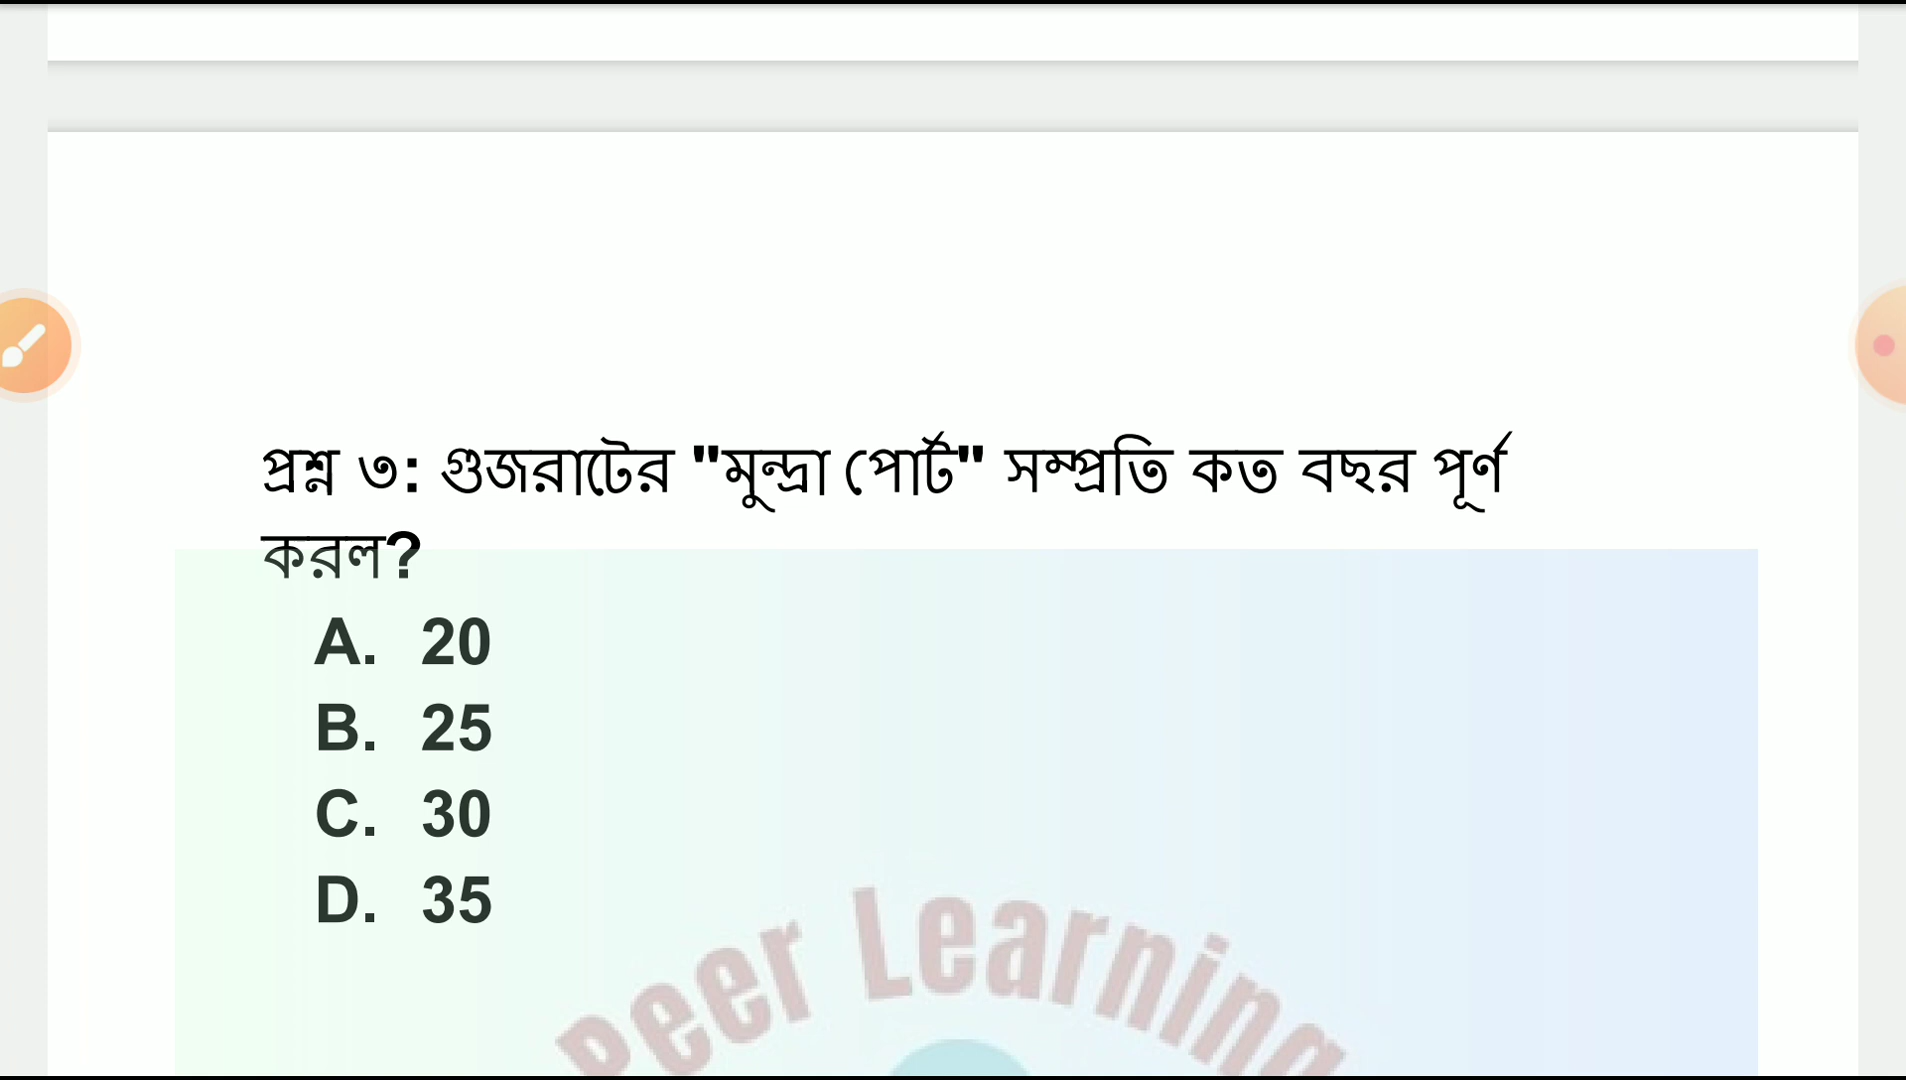 প্রশ্ন ৩: গুজরাটের "মুন্দ্রা পোর্ট" সম্প্রতি কত বছর পূর্ণ
করল?
A. 20
B. 25
C. 30
D. 35
Peer Learning